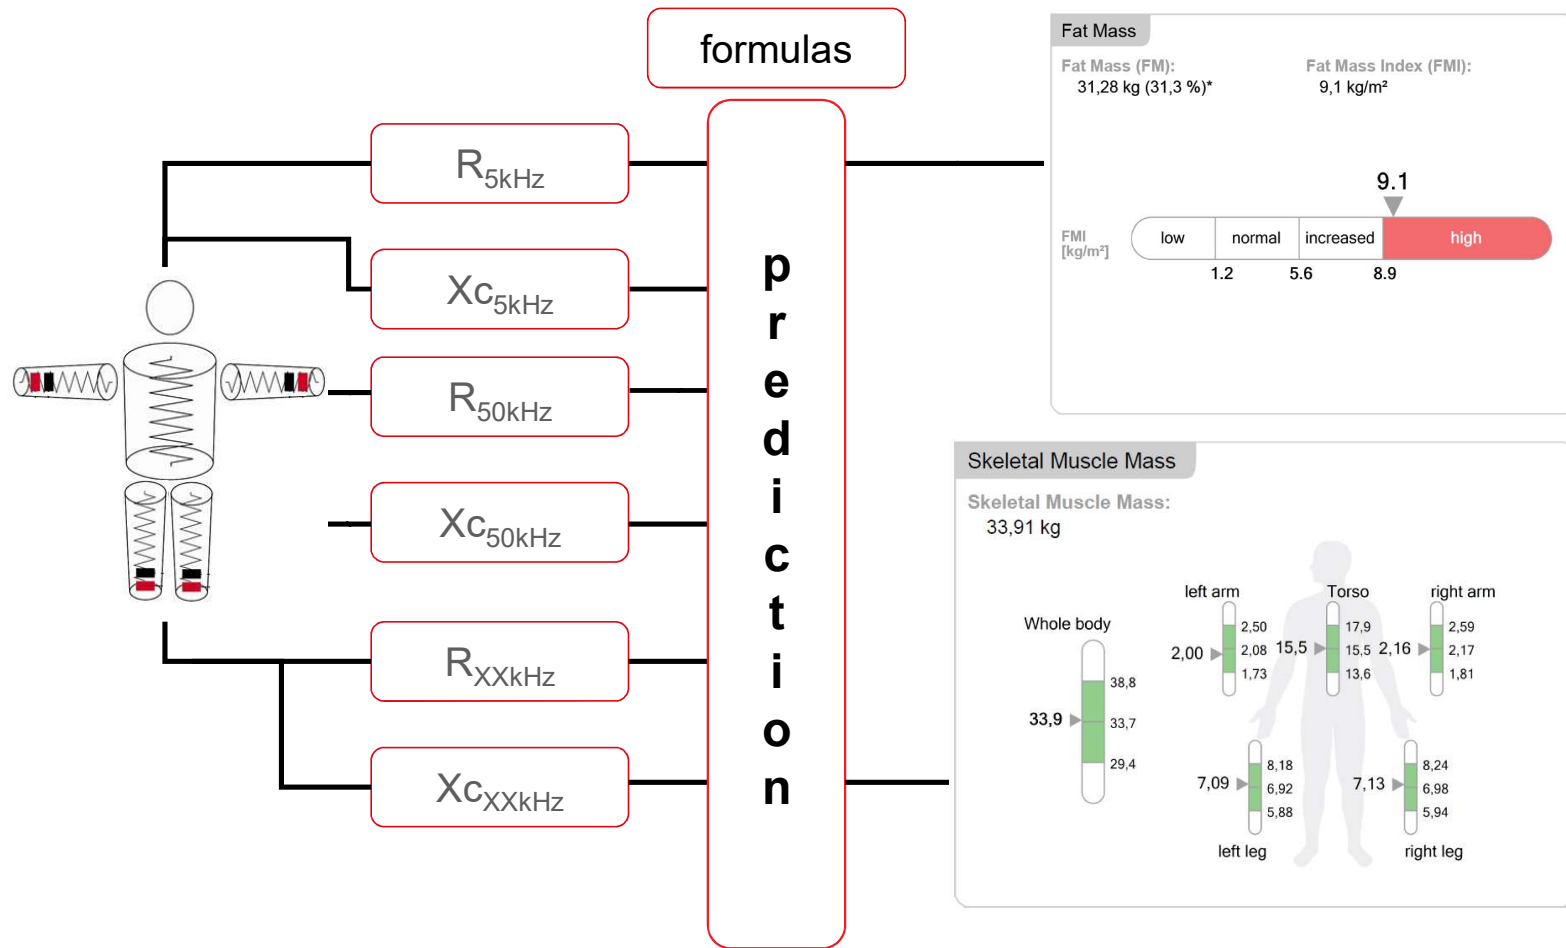 formulas
R5kHz
Xc5kHz
R50kHz
Xc50kHz
RXXkHz
XcXXkHz
prediction
Fat Mass
Fat Mass (FM):
31,28 kg (31,3 %)*
Fat Mass Index (FMI):
9,1 kg/m²
9.1
FMI
[kg/m²]
low
normal
increased
high
1.2
5.6
8.9
Skeletal Muscle Mass
Skeletal Muscle Mass:
33,91 kg
Whole body
33,9
38,8
33,7
29,4
left arm
2,00
2,50
2,08
1,73
Torso
15,5
17,9
15,5
13,6
right arm
2,16
2,59
2,17
1,81
7,09
8,18
6,92
5,88
left leg
7,13
8,24
6,98
5,94
right leg